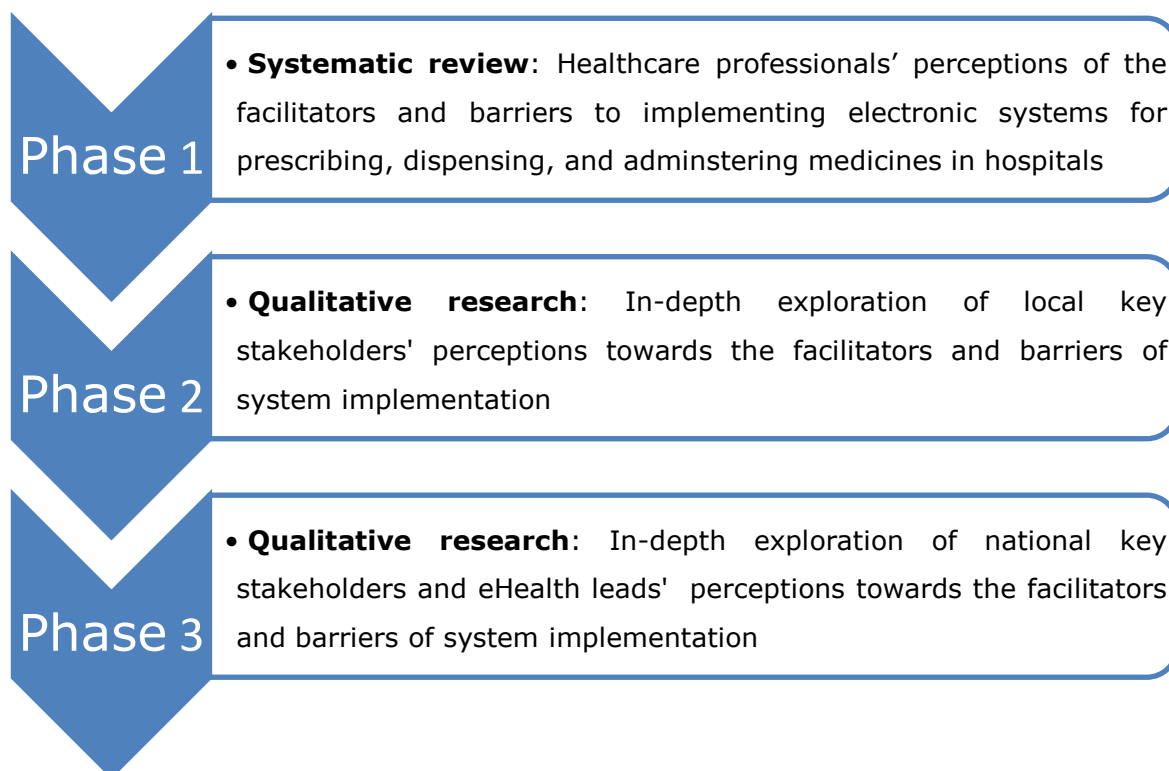 Phase 1
• Systematic review: Healthcare professionals’ perceptions of the
facilitators and barriers to implementing electronic systems for
prescribing, dispensing, and adminstering medicines in hospitals
Phase 2
• Qualitative research: In-depth exploration of local key
stakeholders' perceptions towards the facilitators and barriers of
system implementation
Phase 3
• Qualitative research: In-depth exploration of national key
stakeholders and eHealth leads' perceptions towards the facilitators
and barriers of system implementation